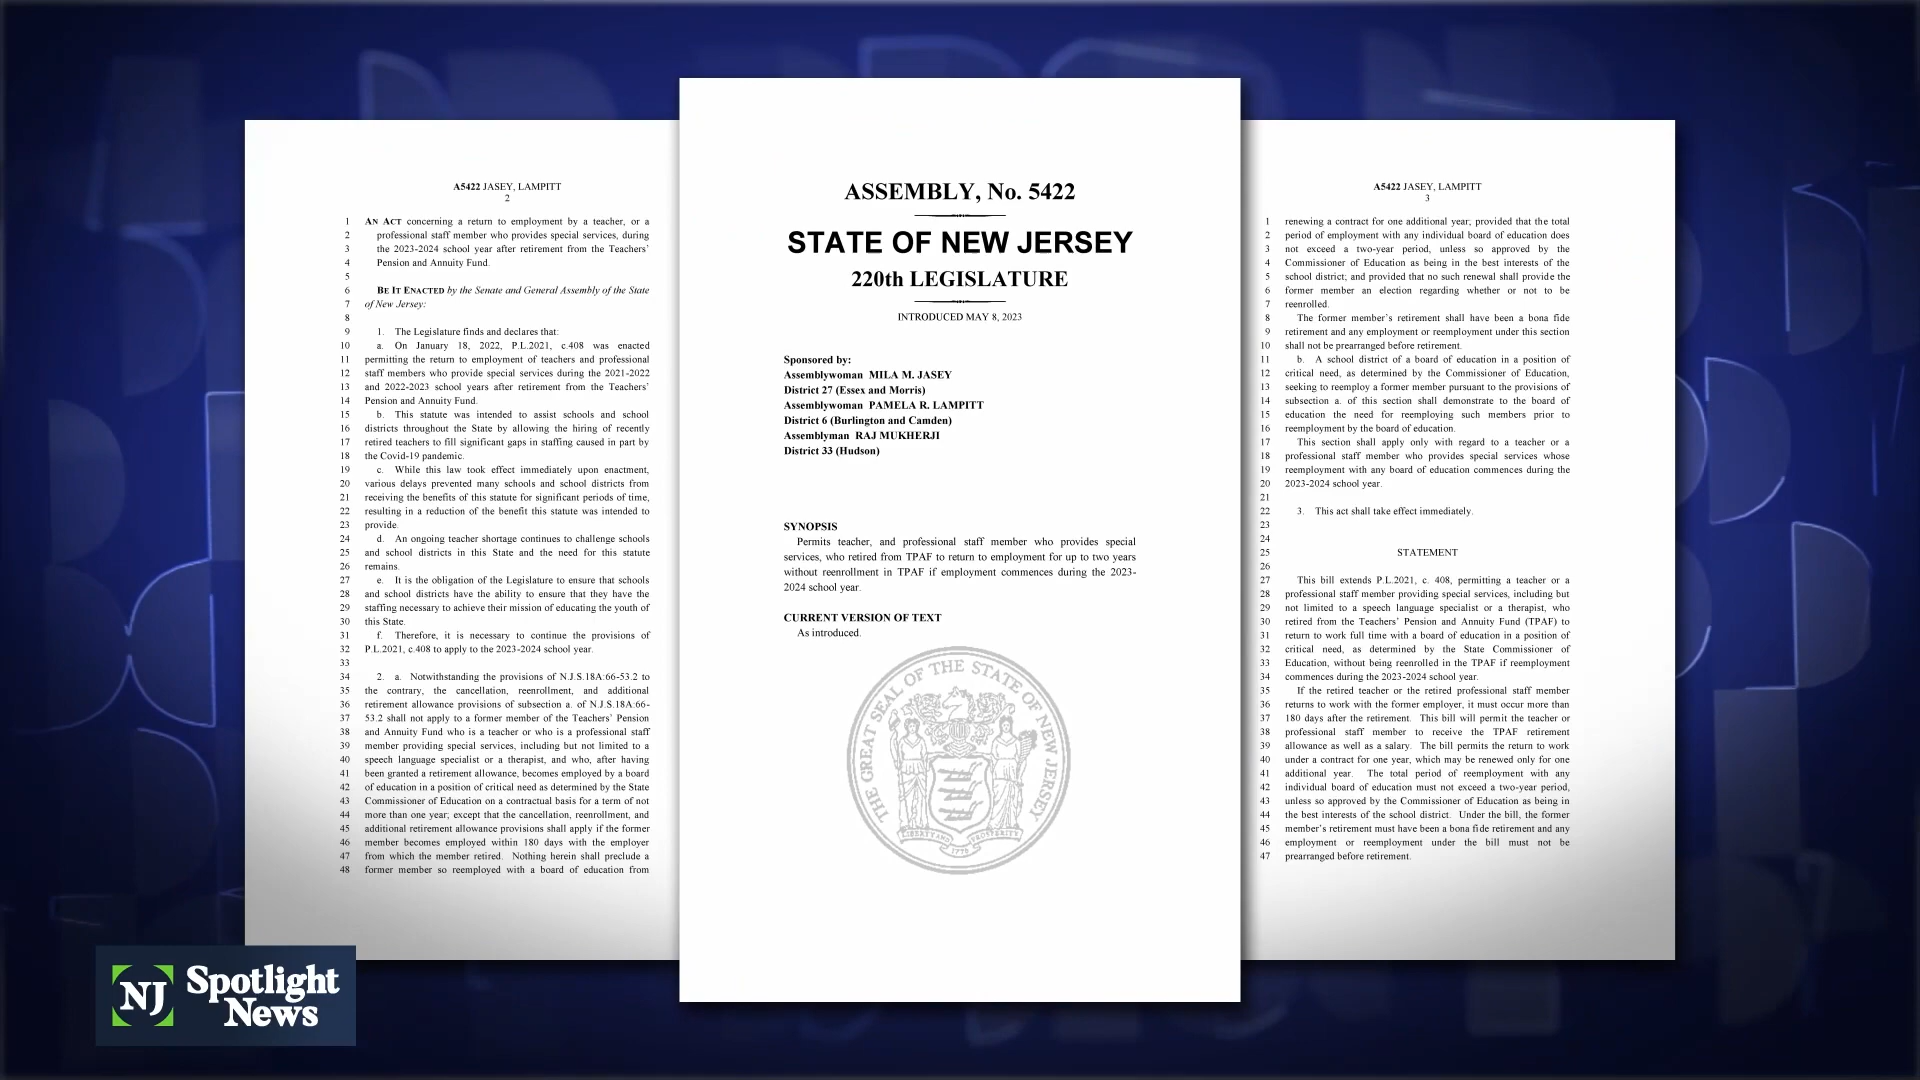 A5422 JASEY, LAMPITT
2
1 AN ACT concerning a return to employment by a teacher, or a
2 professional staff member who provides special services, during
3 the 2023-2024 school year after retirement from the Teachers'
4 Pension and Annuity Fund.
5
6 BE IT ENACTED by the Senate and General Assembly of the State
7 of New Jersey:
8
9 1. The Legislature finds and declares that:
10 a. On January 18, 2022, P.L.2021, c.408 was enacted
11 permitting the return to employment of teachers and professional
12 staff members who provide special services during the 2021-2022
13 and 2022-2023 school years after retirement from the Teachers'
14 Pension and Annuity Fund.
15 b. This statute was intended to assist schools and school
16 districts throughout the State by allowing the hiring of recently
17 retired teachers to fill significant gaps in staffing caused in part by
18 the Covid-19 pandemic.
19 c. While this law took effect immediately upon enactment,
20 various delays prevented many schools and school districts from
21 receiving the benefits of this statute for significant periods of time,
22 resulting in a reduction of the benefit this statute was intended to
23 provide.
24 d. An ongoing teacher shortage continues to challenge schools
25 and school districts in this State and the need for this statute
26 remains.
27 e. It is the obligation of the Legislature to ensure that schools
28 and school districts have the ability to ensure that they have the
29 staffing necessary to achieve their mission of educating the youth of
30 this State.
31 f. Therefore, it is necessary to continue the provisions of
32 P.L.2021, c.408 to apply to the 2023-2024 school year.
33
34 2. a. Notwithstanding the provisions of N.J.S.18A:66-53.2 to
35 the contrary, the cancellation, reenrollment, and additional
36 retirement allowance provisions of subsection a. of N.J.S.18A:66-
37 53.2 shall not apply to a former member of the Teachers' Pension
38 and Annuity Fund who is a teacher or who is a professional staff
39 member providing special services, including but not limited to a
40 speech language specialist or a therapist, and who, after having
41 been granted a retirement allowance, becomes employed by a board
42 of education in a position of critical need as determined by the State
43 Commissioner of Education on a contractual basis for a term of not
44 more than one year; except that the cancellation, reenrollment, and
45 additional retirement allowance provisions shall apply if the former
46 member becomes employed within 180 days with the employer
47 from which the member retired. Nothing herein shall preclude a
48 former member so reemployed with a board of education from
ASSEMBLY, No. 5422
STATE OF NEW JERSEY
220th LEGISLATURE
INTRODUCED MAY 8, 2023
Sponsored by:
Assemblywoman MILA M. JASEY
District 27 (Essex and Morris)
Assemblywoman PAMELA R. LAMPITT
District 6 (Burlington and Camden)
Assemblyman RAJ MUKHERJI
District 33 (Hudson)
SYNOPSIS
Permits teacher, and professional staff member who provides special
services, who retired from TPAF to return to employment for up to two years
without reenrollment in TPAF if employment commences during the 2023-
2024 school year.
CURRENT VERSION OF TEXT
As introduced.
THE GREAT SEAL OF THE STATE OF NEW JERSEY
LIBERTY AND PROSPERITY
1776
A5422 JASEY, LAMPITT
3
1 renewing a contract for one additional year; provided that the total
2 period of employment with any individual board of education does
3 not exceed a two-year period, unless so approved by the
4 Commissioner of Education as being in the best interests of the
5 school district; and provided that no such renewal shall provide the
6 former member an election regarding whether or not to be
7 reenrolled.
8 The former member's retirement shall have been a bona fide
9 retirement and any employment or reemployment under this section
10 shall not be prearranged before retirement.
11 b. A school district of a board of education in a position of
12 critical need, as determined by the Commissioner of Education,
13 seeking to reemploy a former member pursuant to the provisions of
14 subsection a. of this section shall demonstrate to the board of
15 education the need for reemploying such members prior to
16 reemployment by the board of education.
17 This section shall apply only with regard to a teacher or a
18 professional staff member who provides special services whose
19 reemployment with any board of education commences during the
20 2023-2024 school year.
21
22 3. This act shall take effect immediately.
23
24
25 STATEMENT
26
27 This bill extends P.L.2021, c. 408, permitting a teacher or a
28 professional staff member providing special services, including but
29 not limited to a speech language specialist or a therapist, who
30 retired from the Teachers' Pension and Annuity Fund (TPAF) to
31 return to work full time with a board of education in a position of
32 critical need, as determined by the State Commissioner of
33 Education, without being reenrolled in the TPAF if reemployment
34 commences during the 2023-2024 school year.
35 If the retired teacher or the retired professional staff member
36 returns to work with the former employer, it must occur more than
37 180 days after the retirement. This bill will permit the teacher or
38 professional staff member to receive the TPAF retirement
39 allowance as well as a salary. The bill permits the return to work
40 under a contract for one year, which may be renewed only for one
41 additional year. The total period of reemployment with any
42 individual board of education must not exceed a two-year period,
43 unless so approved by the Commissioner of Education as being in
44 the best interests of the school district. Under the bill, the former
45 member's retirement must have been a bona fide retirement and any
46 employment or reemployment under the bill must not be
47 prearranged before retirement.
NJ Spotlight
News